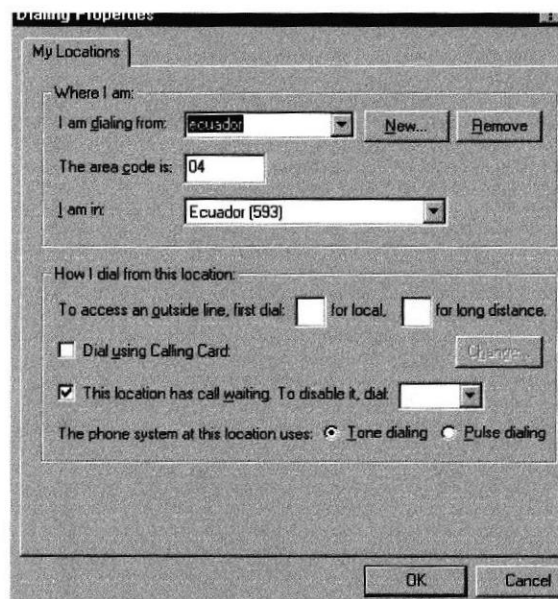 Dialing Properties
My Locations
Where I am:
I am dialing from: ecuador New... Remove
The area code is: 04
I am in: Ecuador (593)
How I dial from this location:
To access an outside line, first dial: for local, for long distance.
Dial using Calling Card: Change...
This location has call waiting. To disable it, dial:
The phone system at this location uses: Tone dialing Pulse dialing
OK Cancel